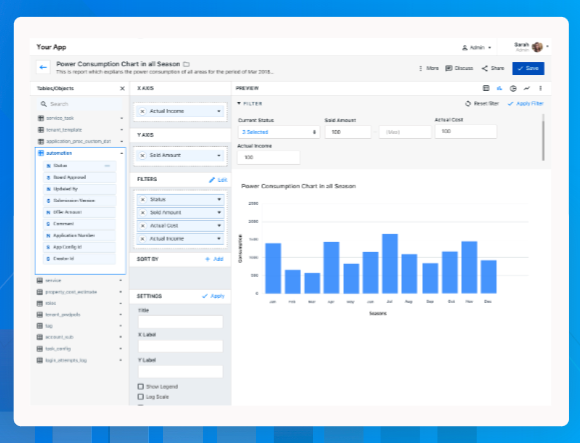 Your App
Admin
Sarah
Admin
Power Consumption Chart in all Season
This is report which explains the power consumption of all areas for the period of Mar 2018...
More
Discuss
Share
Save
Tables/Objects
Search
service_task
tenant_template
automation
Status
Board Approval
Updated by
Submission Version
Offer Amount
Comment
Application Number
App Config Id
Creator Id
service
property_cost_estimate
roles
tenant_analysis
log
account_sub
task_config
login_attempts_log
X AXIS
Actual Income
Y AXIS
Sold Amount
FILTERS
Edit
Status
Sold Amount
Actual Cost
Actual Income
SORT BY
Add
SETTINGS
Apply
Title
X Label
Y Label
Show Legend
Log Scale
PREVIEW
FILTER
Reset filter
Apply Filter
Current Status
Sold Amount
Actual Cost
3 Selected
100
(Max)
100
Actual Income
100
Power Consumption Chart in all Season
Consumption
2500
2000
1500
1000
500
0
Jan Feb Mar Apr May Jun Jul Aug Sep Oct Nov Dec
Seasons